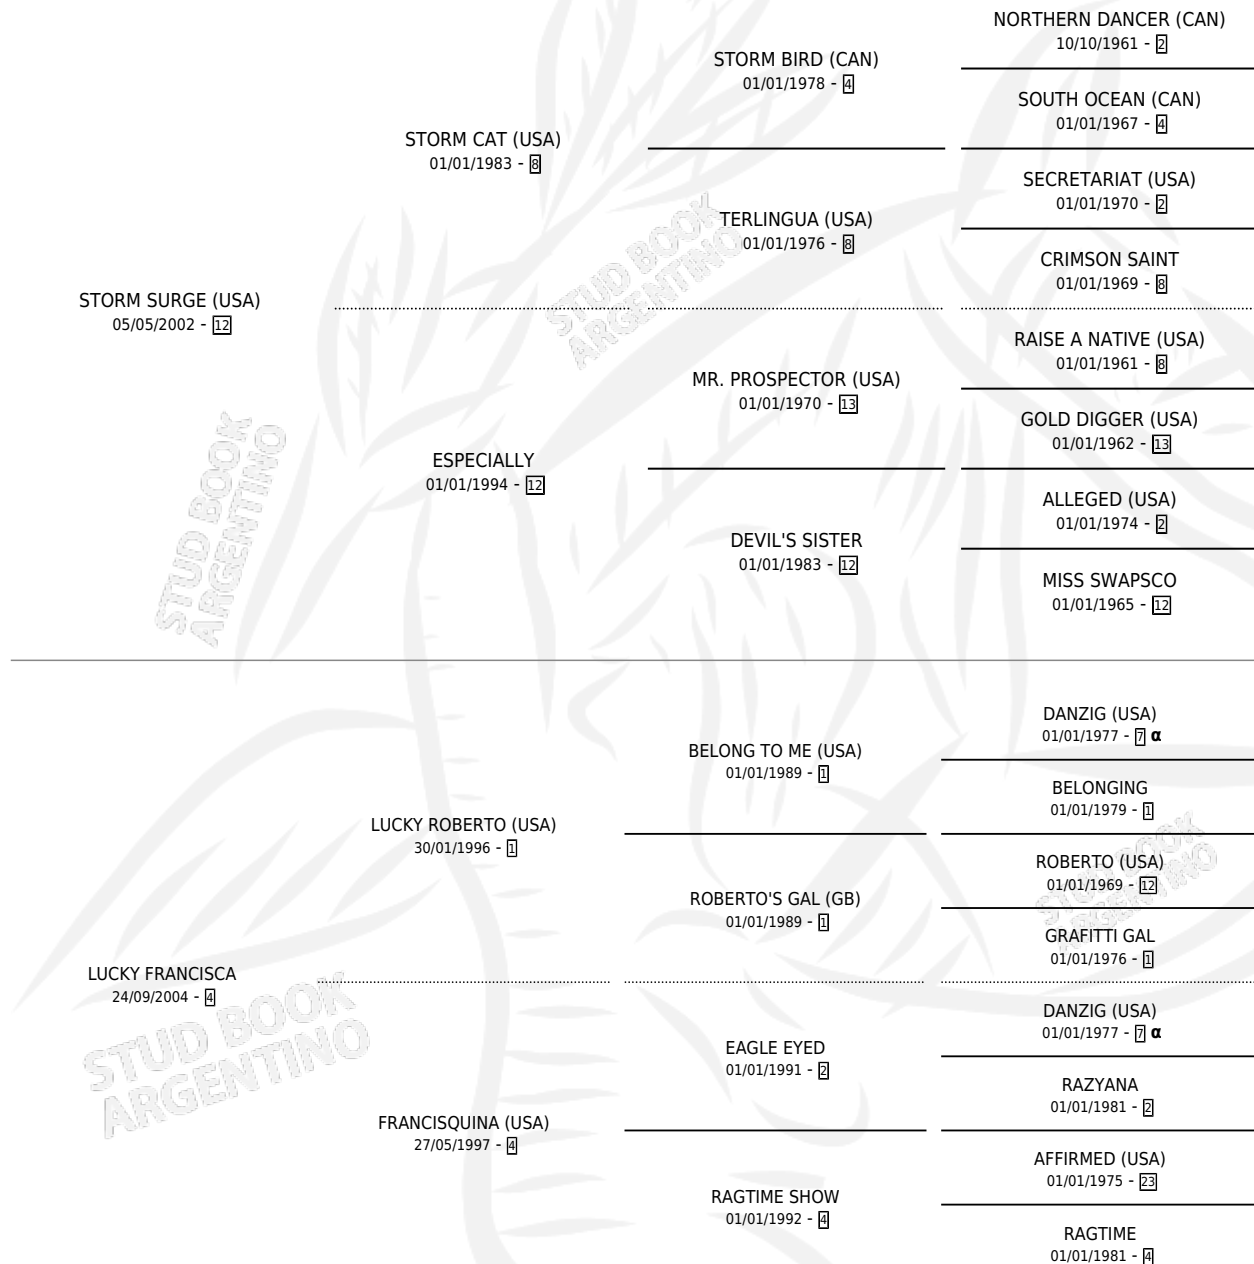 NORTHERN DANCER (CAN)
10/10/1961 - 2
STORM BIRD (CAN)
01/01/1978 - 4
SOUTH OCEAN (CAN)
01/01/1967 - 4
STORM CAT (USA)
01/01/1983 - 8
SECRETARIAT (USA)
01/01/1970 - 2
TERLINGUA (USA)
01/01/1976 - 8
CRIMSON SAINT
01/01/1969 - 8
STORM SURGE (USA)
05/05/2002 - 12
RAISE A NATIVE (USA)
01/01/1961 - 8
MR. PROSPECTOR (USA)
01/01/1970 - 13
GOLD DIGGER (USA)
01/01/1962 - 13
ESPECIALLY
01/01/1994 - 12
ALLEGED (USA)
01/01/1974 - 2
DEVIL'S SISTER
01/01/1983 - 12
MISS SWAPSCO
01/01/1965 - 12
DANZIG (USA)
01/01/1977 - 7 α
BELONG TO ME (USA)
01/01/1989 - 1
BELONGING
01/01/1979 - 1
LUCKY ROBERTO (USA)
30/01/1996 - 1
ROBERTO (USA)
01/01/1969 - 12
ROBERTO'S GAL (GB)
01/01/1989 - 1
GRAFITTI GAL
01/01/1976 - 1
LUCKY FRANCISCA
24/09/2004 - 4
DANZIG (USA)
01/01/1977 - 7 α
EAGLE EYED
01/01/1991 - 2
RAZYANA
01/01/1981 - 2
FRANCISQUINA (USA)
27/05/1997 - 4
AFFIRMED (USA)
01/01/1975 - 23
RAGTIME SHOW
01/01/1992 - 4
RAGTIME
01/01/1981 - 4
STUD BOOK
ARGENTINO
STUD BOOK
ARGENTINO
STUD BOOK
ARGENTINO
STUD BOOK
ARGENTINO